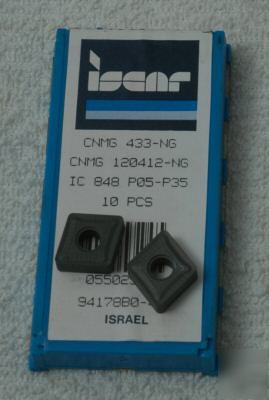 iscar
CNMG 433-NG
CNMG 120412-NG
IC 848 P05-P35
10 PCS
ISRAEL